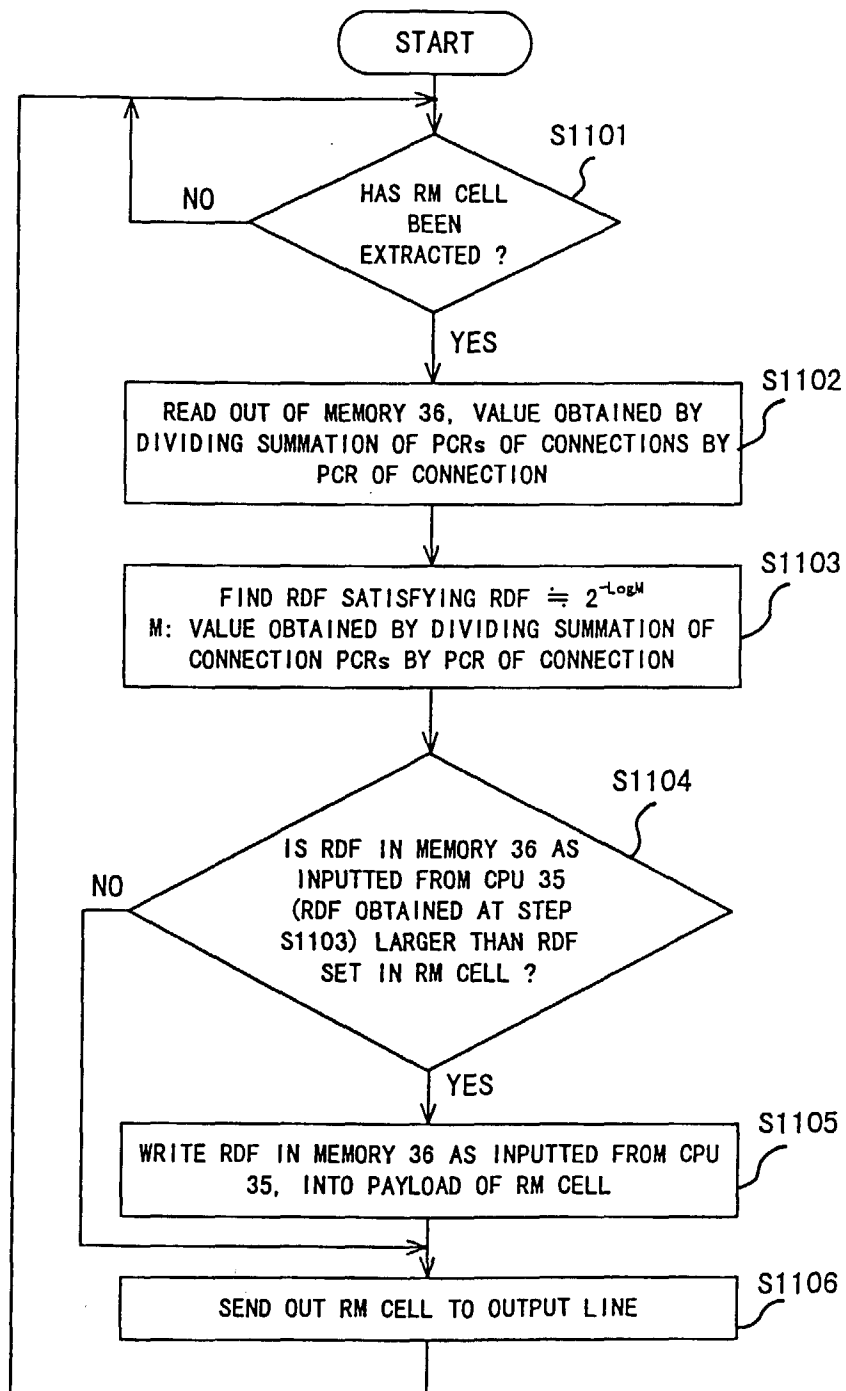 START
S1101
HAS RM CELL
BEEN
EXTRACTED ?
NO
YES
S1102
READ OUT OF MEMORY 36, VALUE OBTAINED BY
DIVIDING SUMMATION OF PCRs OF CONNECTIONS BY
PCR OF CONNECTION
S1103
FIND RDF SATISFYING RDF ≒ 2^-LogM
M: VALUE OBTAINED BY DIVIDING SUMMATION OF
CONNECTION PCRs BY PCR OF CONNECTION
S1104
IS RDF IN MEMORY 36 AS
INPUTTED FROM CPU 35
(RDF OBTAINED AT STEP
S1103) LARGER THAN RDF
SET IN RM CELL ?
NO
YES
S1105
WRITE RDF IN MEMORY 36 AS INPUTTED FROM CPU
35, INTO PAYLOAD OF RM CELL
S1106
SEND OUT RM CELL TO OUTPUT LINE